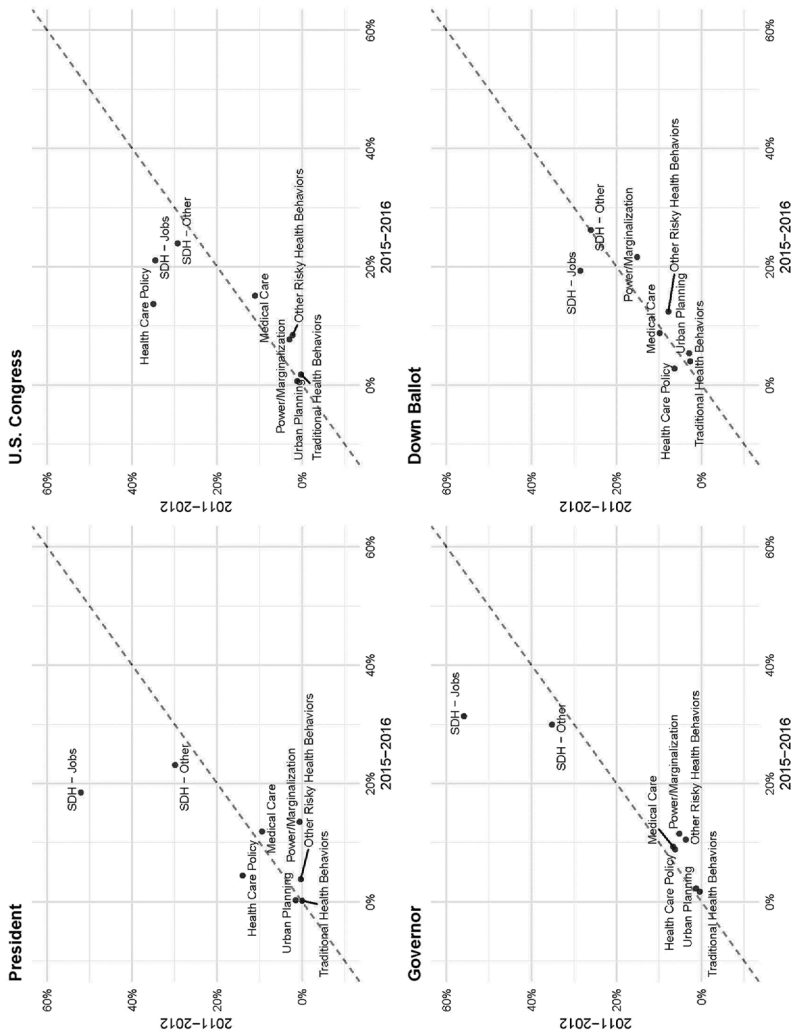 President
60%
40%
20%
0%
2011−2012
SDH − Jobs
SDH − Other
Health Care Policy
Medical Care
Urban Planning
Power/Marginalization
Other Risky Health Behaviors
Traditional Health Behaviors
0%
20%
40%
60%
2015−2016
U.S. Congress
60%
40%
20%
0%
2011−2012
Health Care Policy
SDH − Jobs
SDH − Other
Medical Care
Power/Marginalization
Other Risky Health Behaviors
Urban Planning
Traditional Health Behaviors
0%
20%
40%
60%
2015−2016
Governor
60%
40%
20%
0%
2011−2012
SDH − Jobs
SDH − Other
Medical Care
Health Care Policy
Power/Marginalization
Other Risky Health Behaviors
Urban Planning
Traditional Health Behaviors
0%
20%
40%
60%
2015−2016
Down Ballot
60%
40%
20%
0%
2011−2012
SDH − Jobs
SDH − Other
Power/Marginalization
Medical Care
Other Risky Health Behaviors
Health Care Policy
Urban Planning
Traditional Health Behaviors
0%
20%
40%
60%
2015−2016